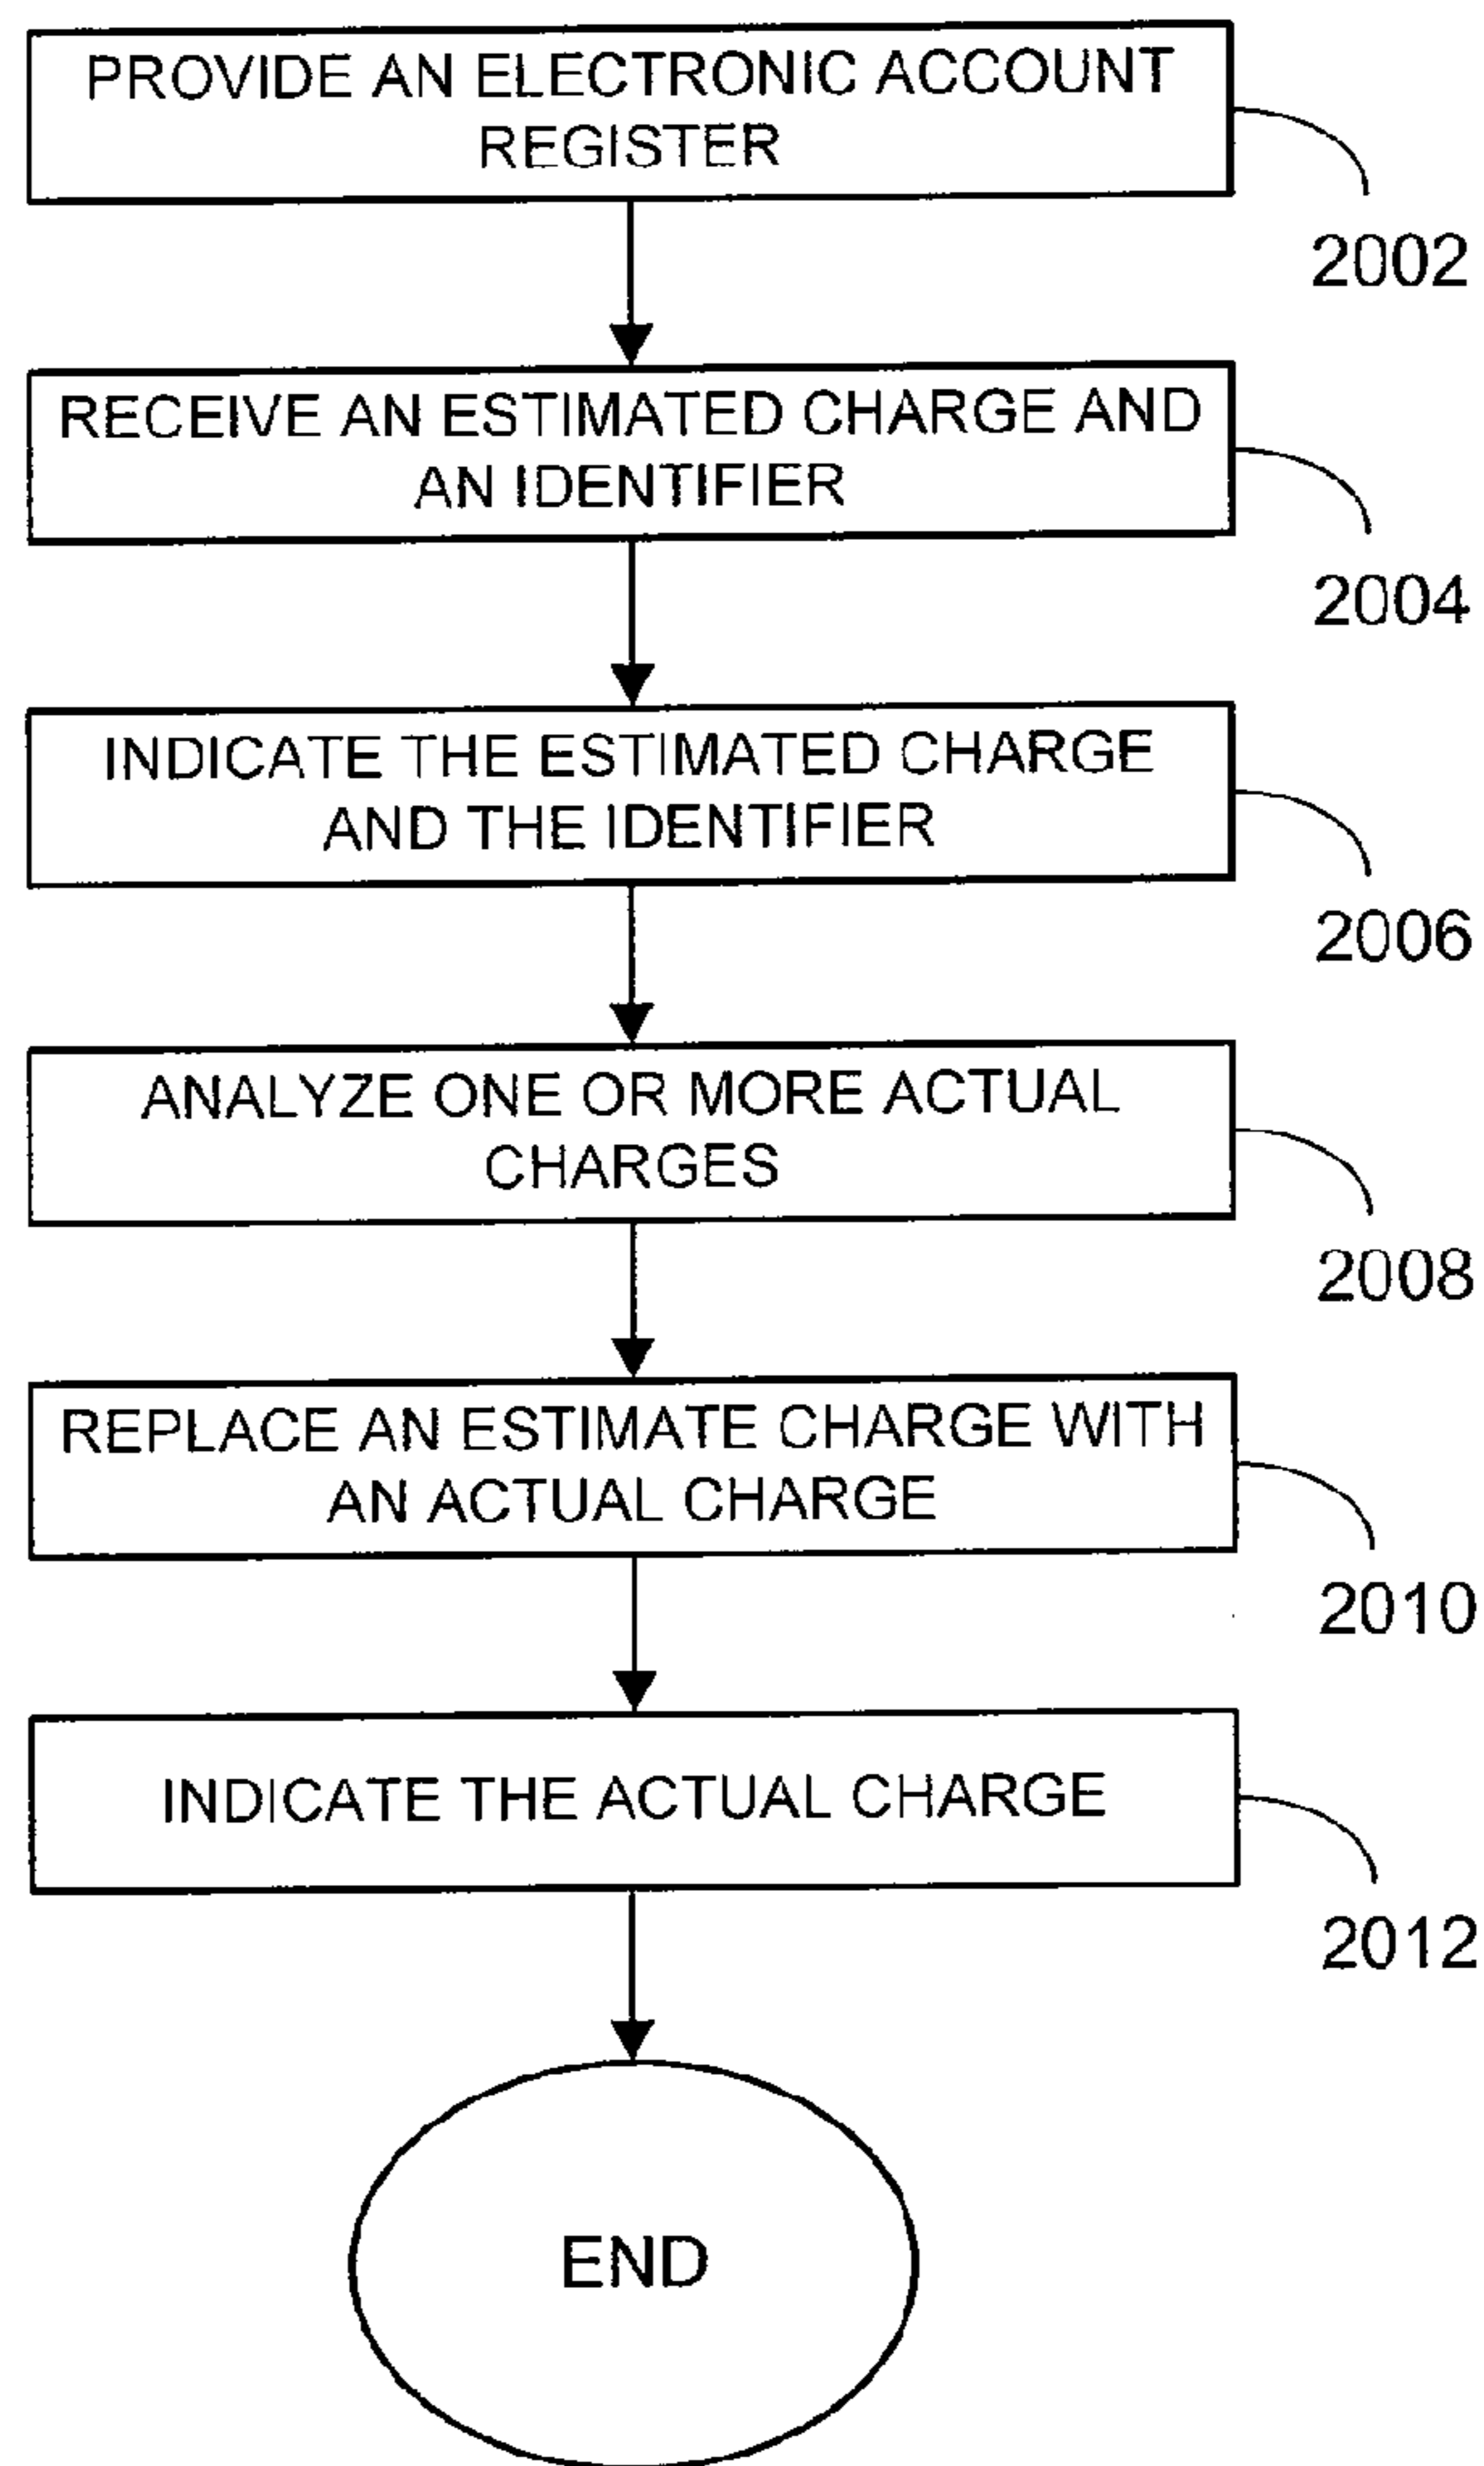 PROVIDE AN ELECTRONIC ACCOUNT
REGISTER
2002
RECEIVE AN ESTIMATED CHARGE AND
AN IDENTIFIER
2004
INDICATE THE ESTIMATED CHARGE
AND THE IDENTIFIER
2006
ANALYZE ONE OR MORE ACTUAL
CHARGES
2008
REPLACE AN ESTIMATE CHARGE WITH
AN ACTUAL CHARGE
2010
INDICATE THE ACTUAL CHARGE
2012
END